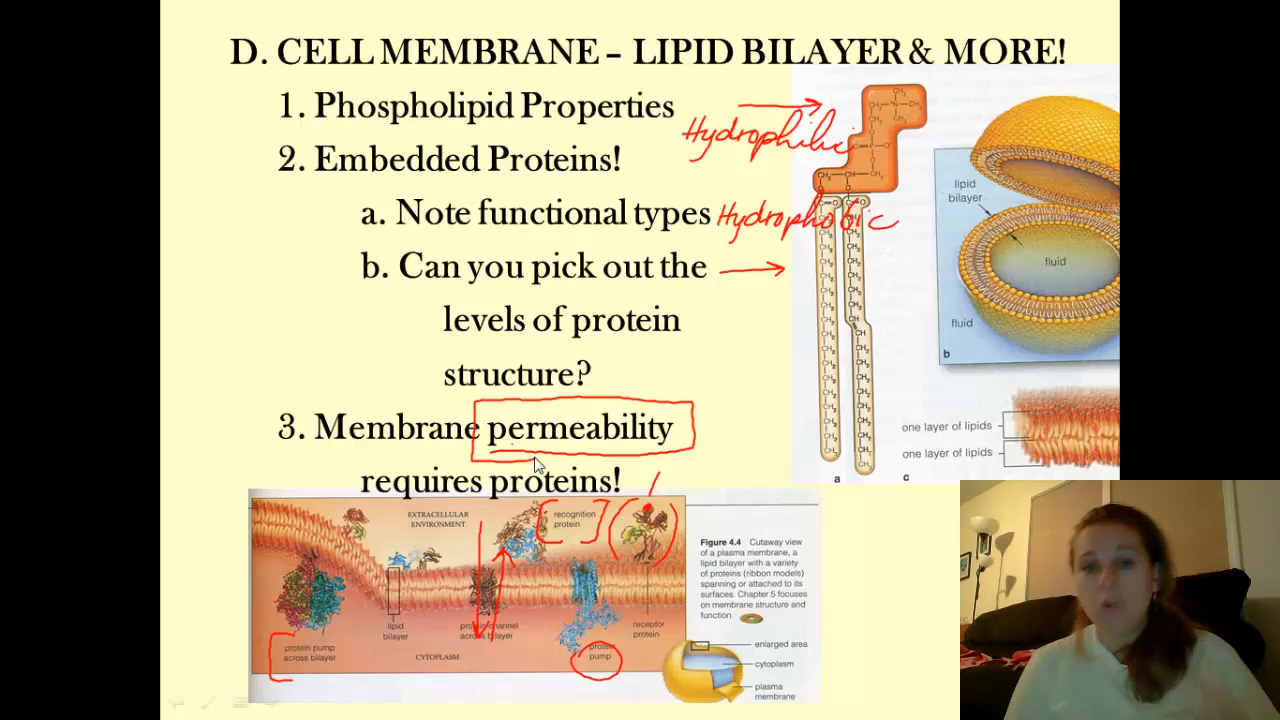 D. CELL MEMBRANE – LIPID BILAYER & MORE!
1. Phospholipid Properties
Hydrophilic
2. Embedded Proteins!
a. Note functional types
Hydrophobic
b. Can you pick out the
levels of protein
structure?
3. Membrane permeability
requires proteins!
lipid
bilayer
fluid
fluid
b
one layer of lipids
one layer of lipids
a
c
EXTRACELLULAR
ENVIRONMENT
recognition
protein
lipid
bilayer
protein channel
across bilayer
receptor
protein
protein pump
across bilayer
CYTOPLASM
protein
pump
Figure 4.4 Cutaway view
of a plasma membrane, a
lipid bilayer with a variety
of proteins (ribbon models)
spanning or attached to its
surfaces. Chapter 5 focuses
on membrane structure and
function.
enlarged area
cytoplasm
plasma
membrane